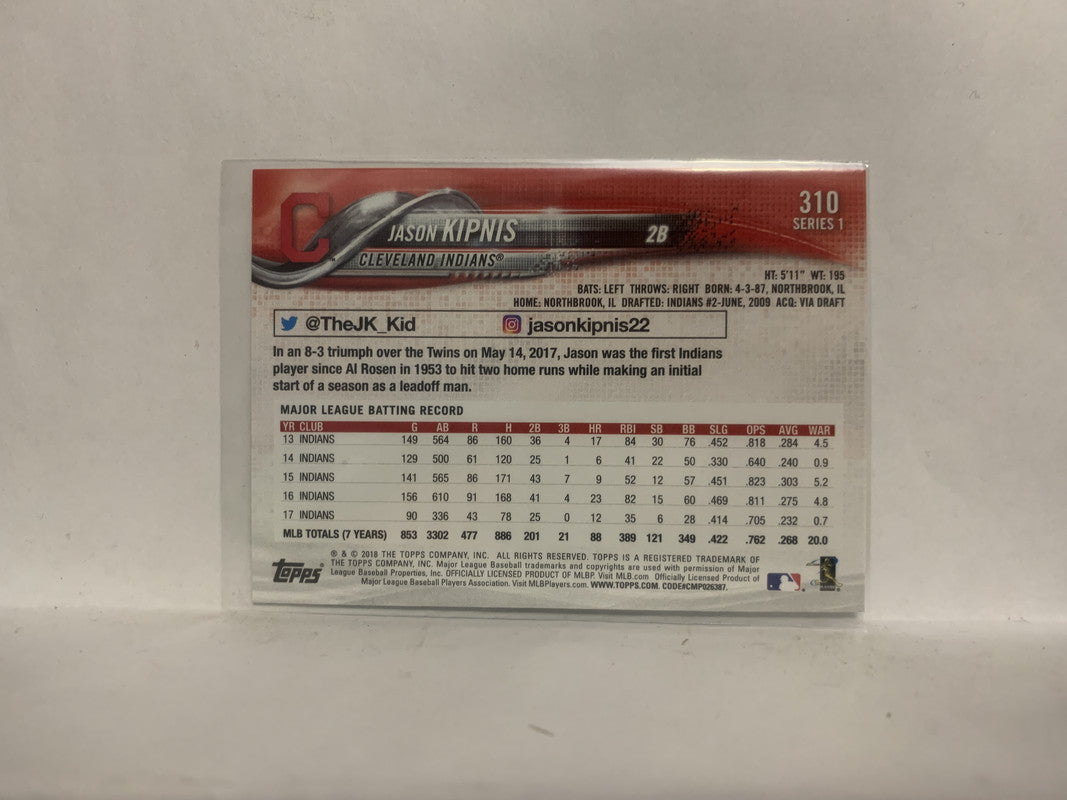 C
JASON KIPNIS 2B
CLEVELAND INDIANS®
310
SERIES 1
HT: 5'11" WT: 195
BATS: LEFT THROWS: RIGHT BORN: 4-3-87, NORTHBROOK, IL
HOME: NORTHBROOK, IL DRAFTED: INDIANS #2-JUNE, 2009 ACQ: VIA DRAFT
@TheJK_Kid jasonkipnis22
In an 8-3 triumph over the Twins on May 14, 2017, Jason was the first Indians
player since Al Rosen in 1953 to hit two home runs while making an initial
start of a season as a leadoff man.
MAJOR LEAGUE BATTING RECORD
YR CLUB G AB R H 2B 3B HR RBI SB BB SLG OPS AVG WAR
13 INDIANS 149 564 86 160 36 4 17 84 30 76 .452 .818 .284 4.5
14 INDIANS 129 500 61 120 25 1 6 41 22 50 .330 .640 .240 0.9
15 INDIANS 141 565 86 171 43 7 9 52 12 57 .451 .823 .303 5.2
16 INDIANS 156 610 91 168 41 4 23 82 15 60 .469 .811 .275 4.8
17 INDIANS 90 336 43 78 25 0 12 35 6 28 .414 .705 .232 0.7
MLB TOTALS (7 YEARS) 853 3302 477 886 201 21 88 389 121 349 .422 .762 .268 20.0
Topps®
® & © 2018 THE TOPPS COMPANY, INC. ALL RIGHTS RESERVED. TOPPS IS A REGISTERED TRADEMARK OF
THE TOPPS COMPANY, INC. Major League Baseball trademarks and copyrights are used with permission of Major
League Baseball Properties, Inc. OFFICIALLY LICENSED PRODUCT OF MLBP. Visit MLB.com Officially Licensed Product of
Major League Baseball Players Association. Visit MLBPlayers.com. WWW.TOPPS.COM. CODE#CMP026387.